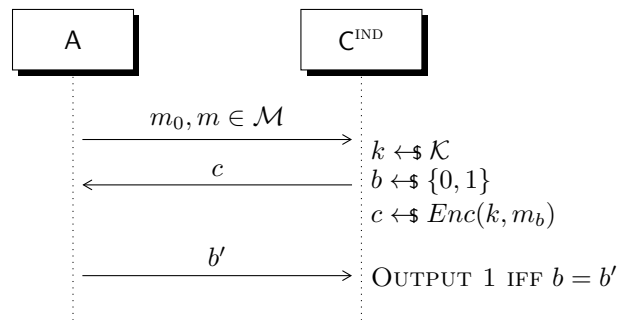 A
C^IND
m_0, m ∈ ℳ
k ←$ 𝒦
c
b ←$ {0, 1}
c ←$ Enc(k, m_b)
b′
OUTPUT 1 IFF b = b′